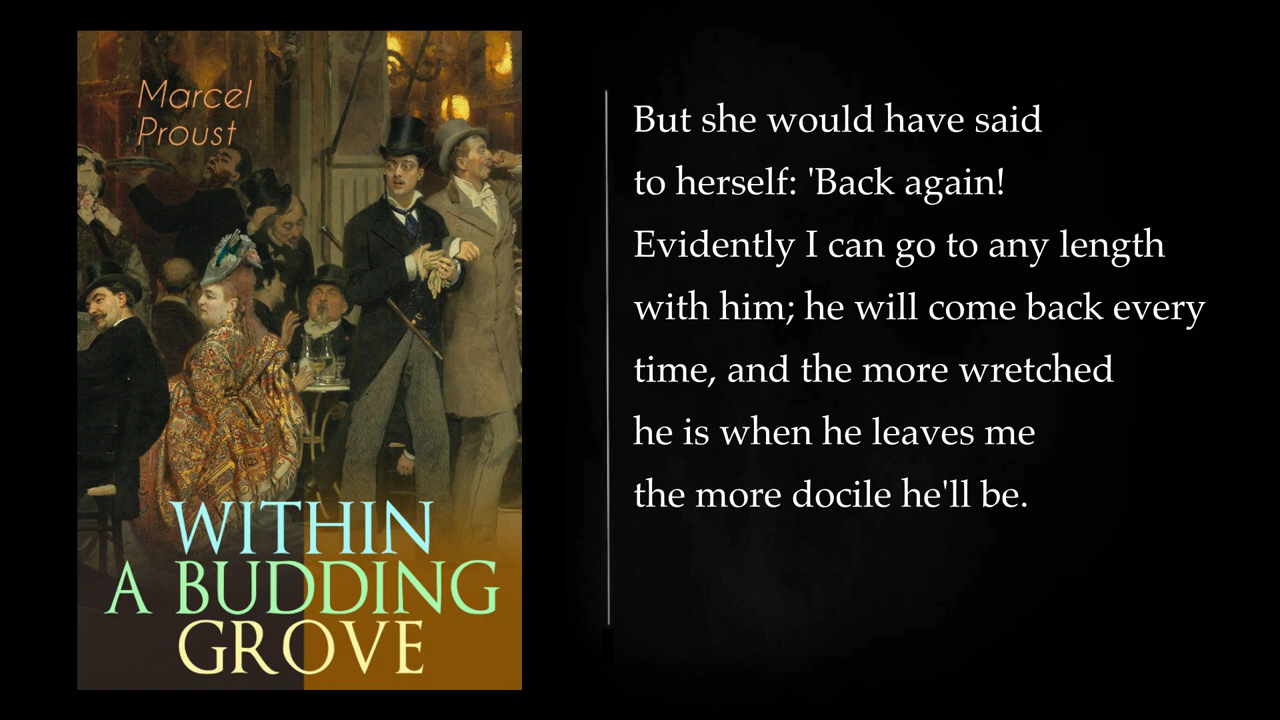 Marcel
Proust
WITHIN
A BUDDING
GROVE
But she would have said
to herself: 'Back again!
Evidently I can go to any length
with him; he will come back every
time, and the more wretched
he is when he leaves me
the more docile he'll be.